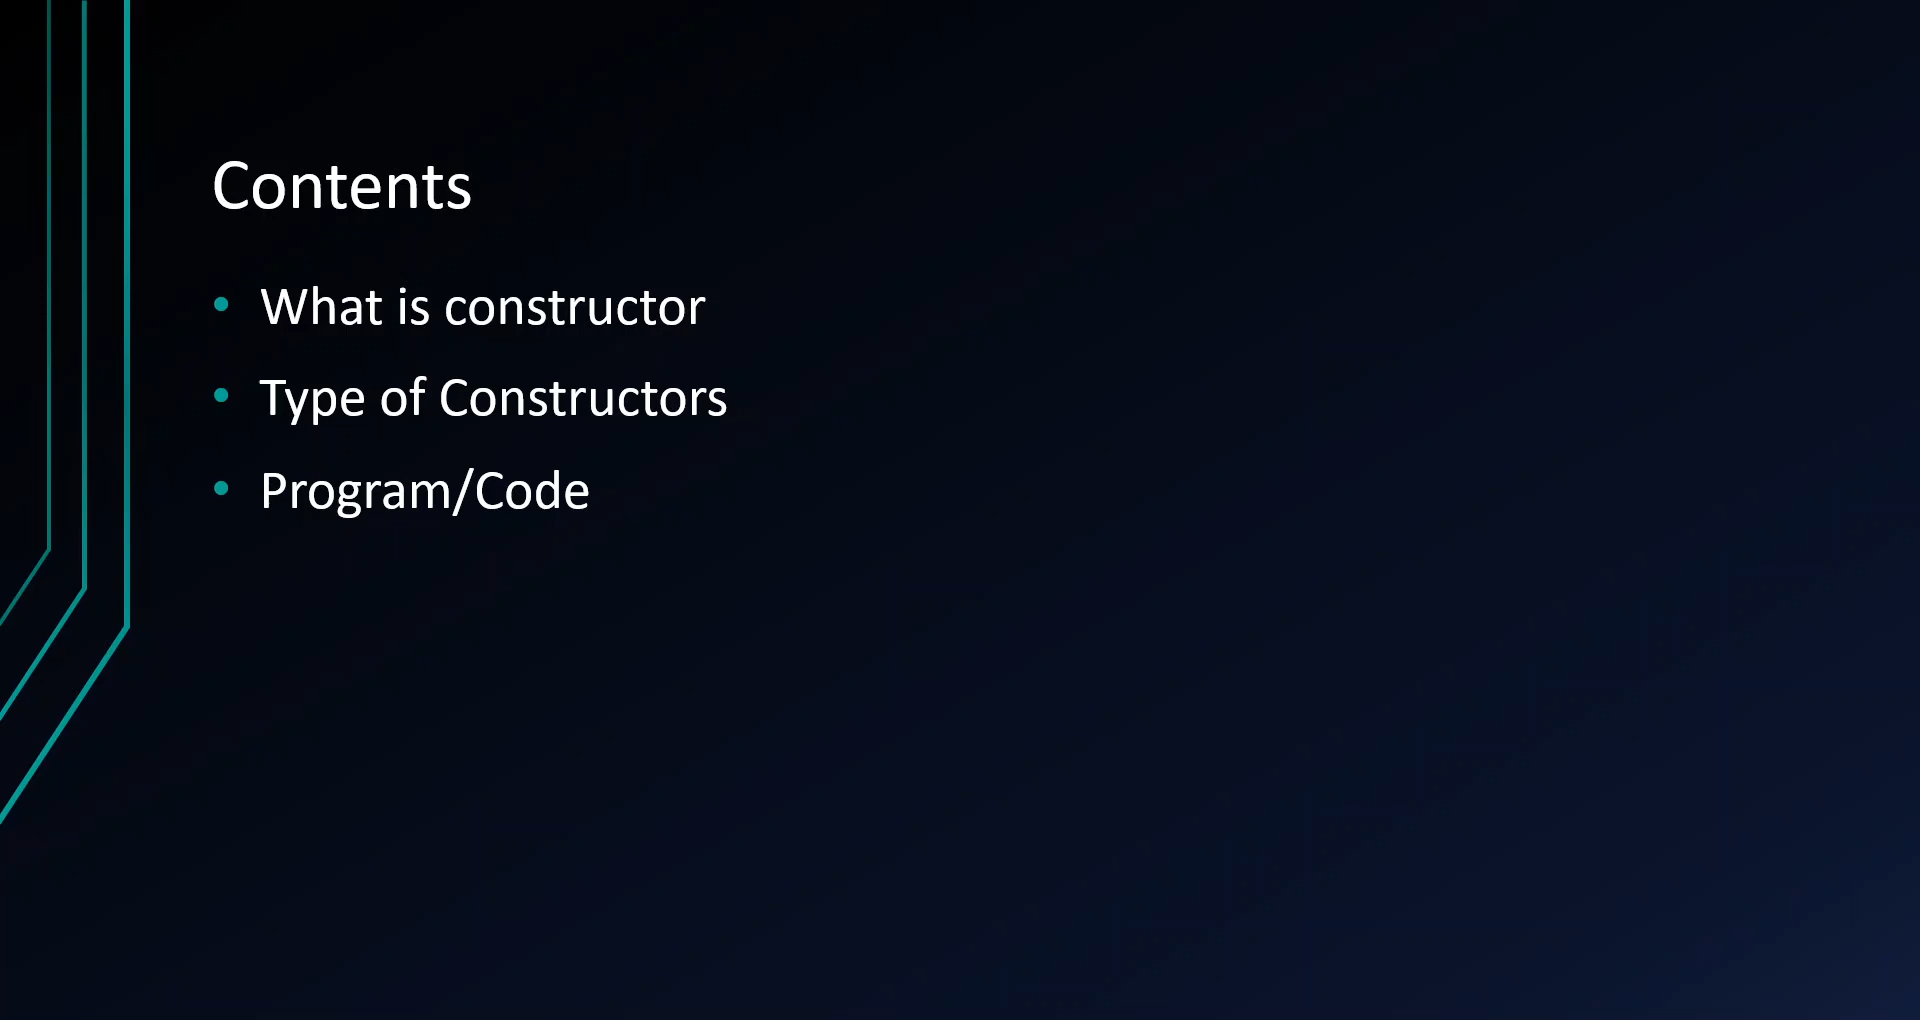 Contents
What is constructor
Type of Constructors
Program/Code